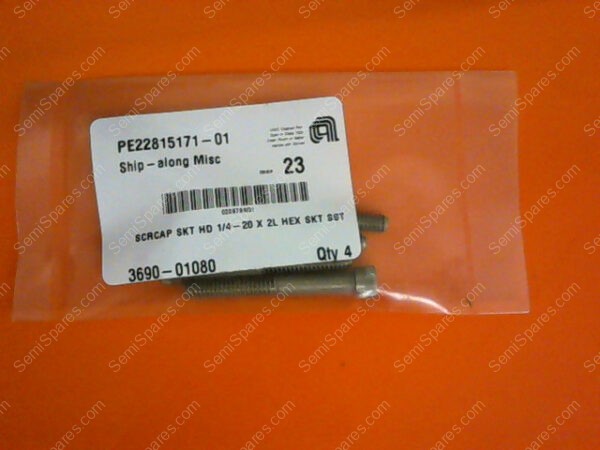 PE22815171-01
Ship-along Misc
23
SCRCAP SKT HD 1/4-20 X 2L HEX SKT SST
3690-01080
Qty 4
SemiSpares.com